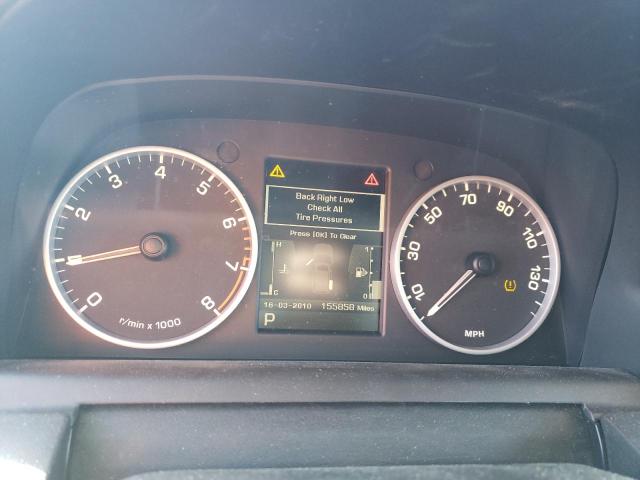 Back Right Low
Check All
Tire Pressures
Press [OK] To Clear
H
1
C
0
16-03-2010 155858 Miles
P
0
2
3
4
5
6
7
8
r/min x 1000
10
30
50
70
90
110
130
MPH